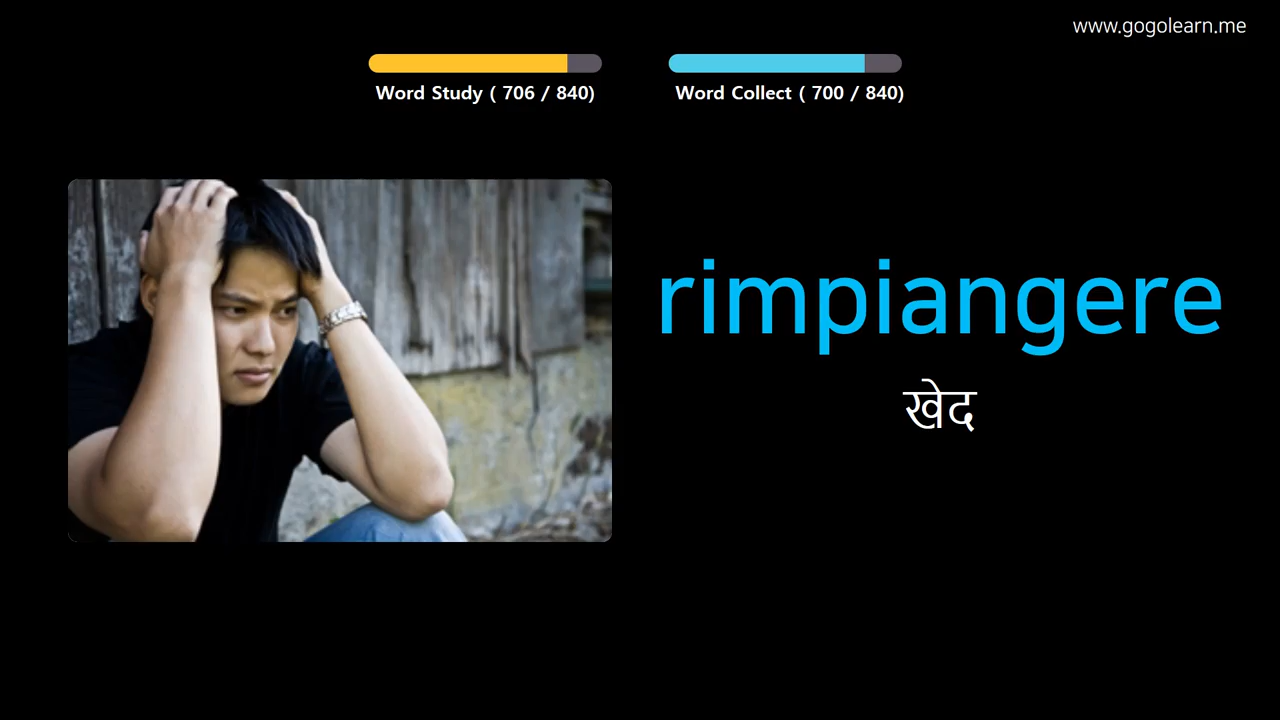 www.gogolearn.me
Word Study ( 706 / 840)
Word Collect ( 700 / 840)
rimpiangere
खेद